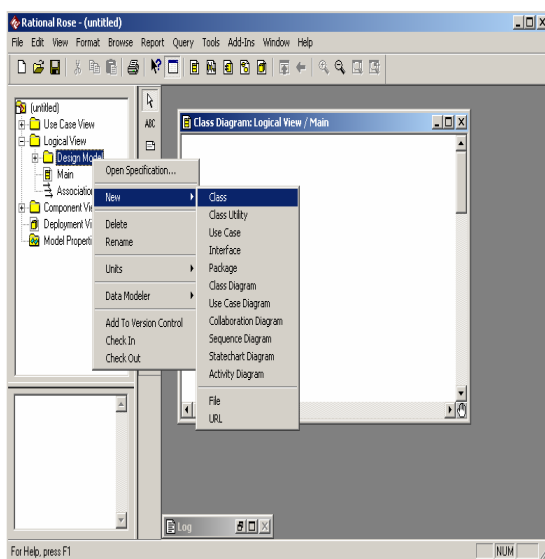 Rational Rose - (untitled)
File Edit View Format Browse Report Query Tools Add-Ins Window Help
(untitled)
Use Case View
Logical View
Design Model
Main
Association
Component Vie
Deployment Vi
Model Properti
ABC
Class Diagram: Logical View / Main
Open Specification...
New
Delete
Rename
Units
Data Modeler
Add To Version Control
Check In
Check Out
Class
Class Utility
Use Case
Interface
Package
Class Diagram
Use Case Diagram
Collaboration Diagram
Sequence Diagram
Statechart Diagram
Activity Diagram
File
URL
Log
For Help, press F1
NUM